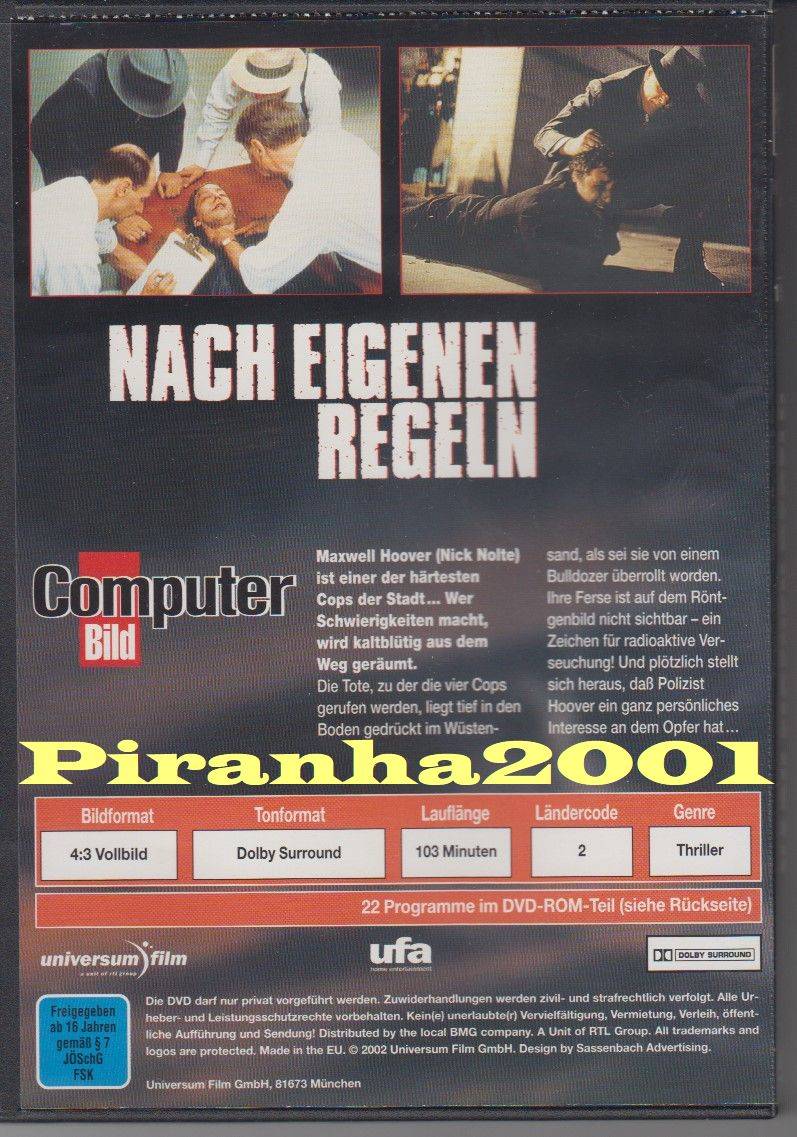 NACH EIGENEN
REGELN
Computer
Bild
Maxwell Hoover (Nick Nolte)
ist einer der härtesten
Cops der Stadt... Wer
Schwierigkeiten macht,
wird kaltblütig aus dem
Weg geräumt.
Die Tote, zu der die vier Cops
gerufen werden, liegt tief in den
Boden gedrückt im Wüsten-
sand, als sei sie von einem
Bulldozer überrollt worden.
Ihre Ferse ist auf dem Rönt-
genbild nicht sichtbar – ein
Zeichen für radioaktive Ver-
seuchung! Und plötzlich stellt
sich heraus, daß Polizist
Hoover ein ganz persönliches
Interesse an dem Opfer hat...
Piranha2001
Bildformat Tonformat Lauflänge Ländercode Genre
4:3 Vollbild Dolby Surround 103 Minuten 2 Thriller
22 Programme im DVD-ROM-Teil (siehe Rückseite)
universum film
a unit of rtl group
ufa
home entertainment
DOLBY SURROUND
Freigegeben
ab 16 Jahren
gemäß § 7
JÖSchG
FSK
Die DVD darf nur privat vorgeführt werden. Zuwiderhandlungen werden zivil- und strafrechtlich verfolgt. Alle Ur-
heber- und Leistungsschutzrechte vorbehalten. Kein(e) unerlaubte(r) Vervielfältigung, Vermietung, Verleih, öffent-
liche Aufführung und Sendung! Distributed by the local BMG company. A Unit of RTL Group. All trademarks and
logos are protected. Made in the EU. © 2002 Universum Film GmbH. Design by Sassenbach Advertising.
Universum Film GmbH, 81673 München